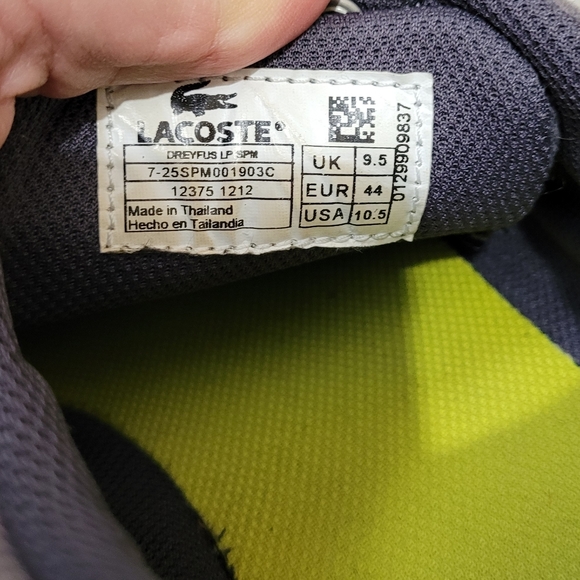 LACOSTE
DREYFUS LP SPM
7-25SPM001903C
12375 1212
Made in Thailand
Hecho en Tailandia
UK 9.5
EUR 44
USA 10.5
0129909837